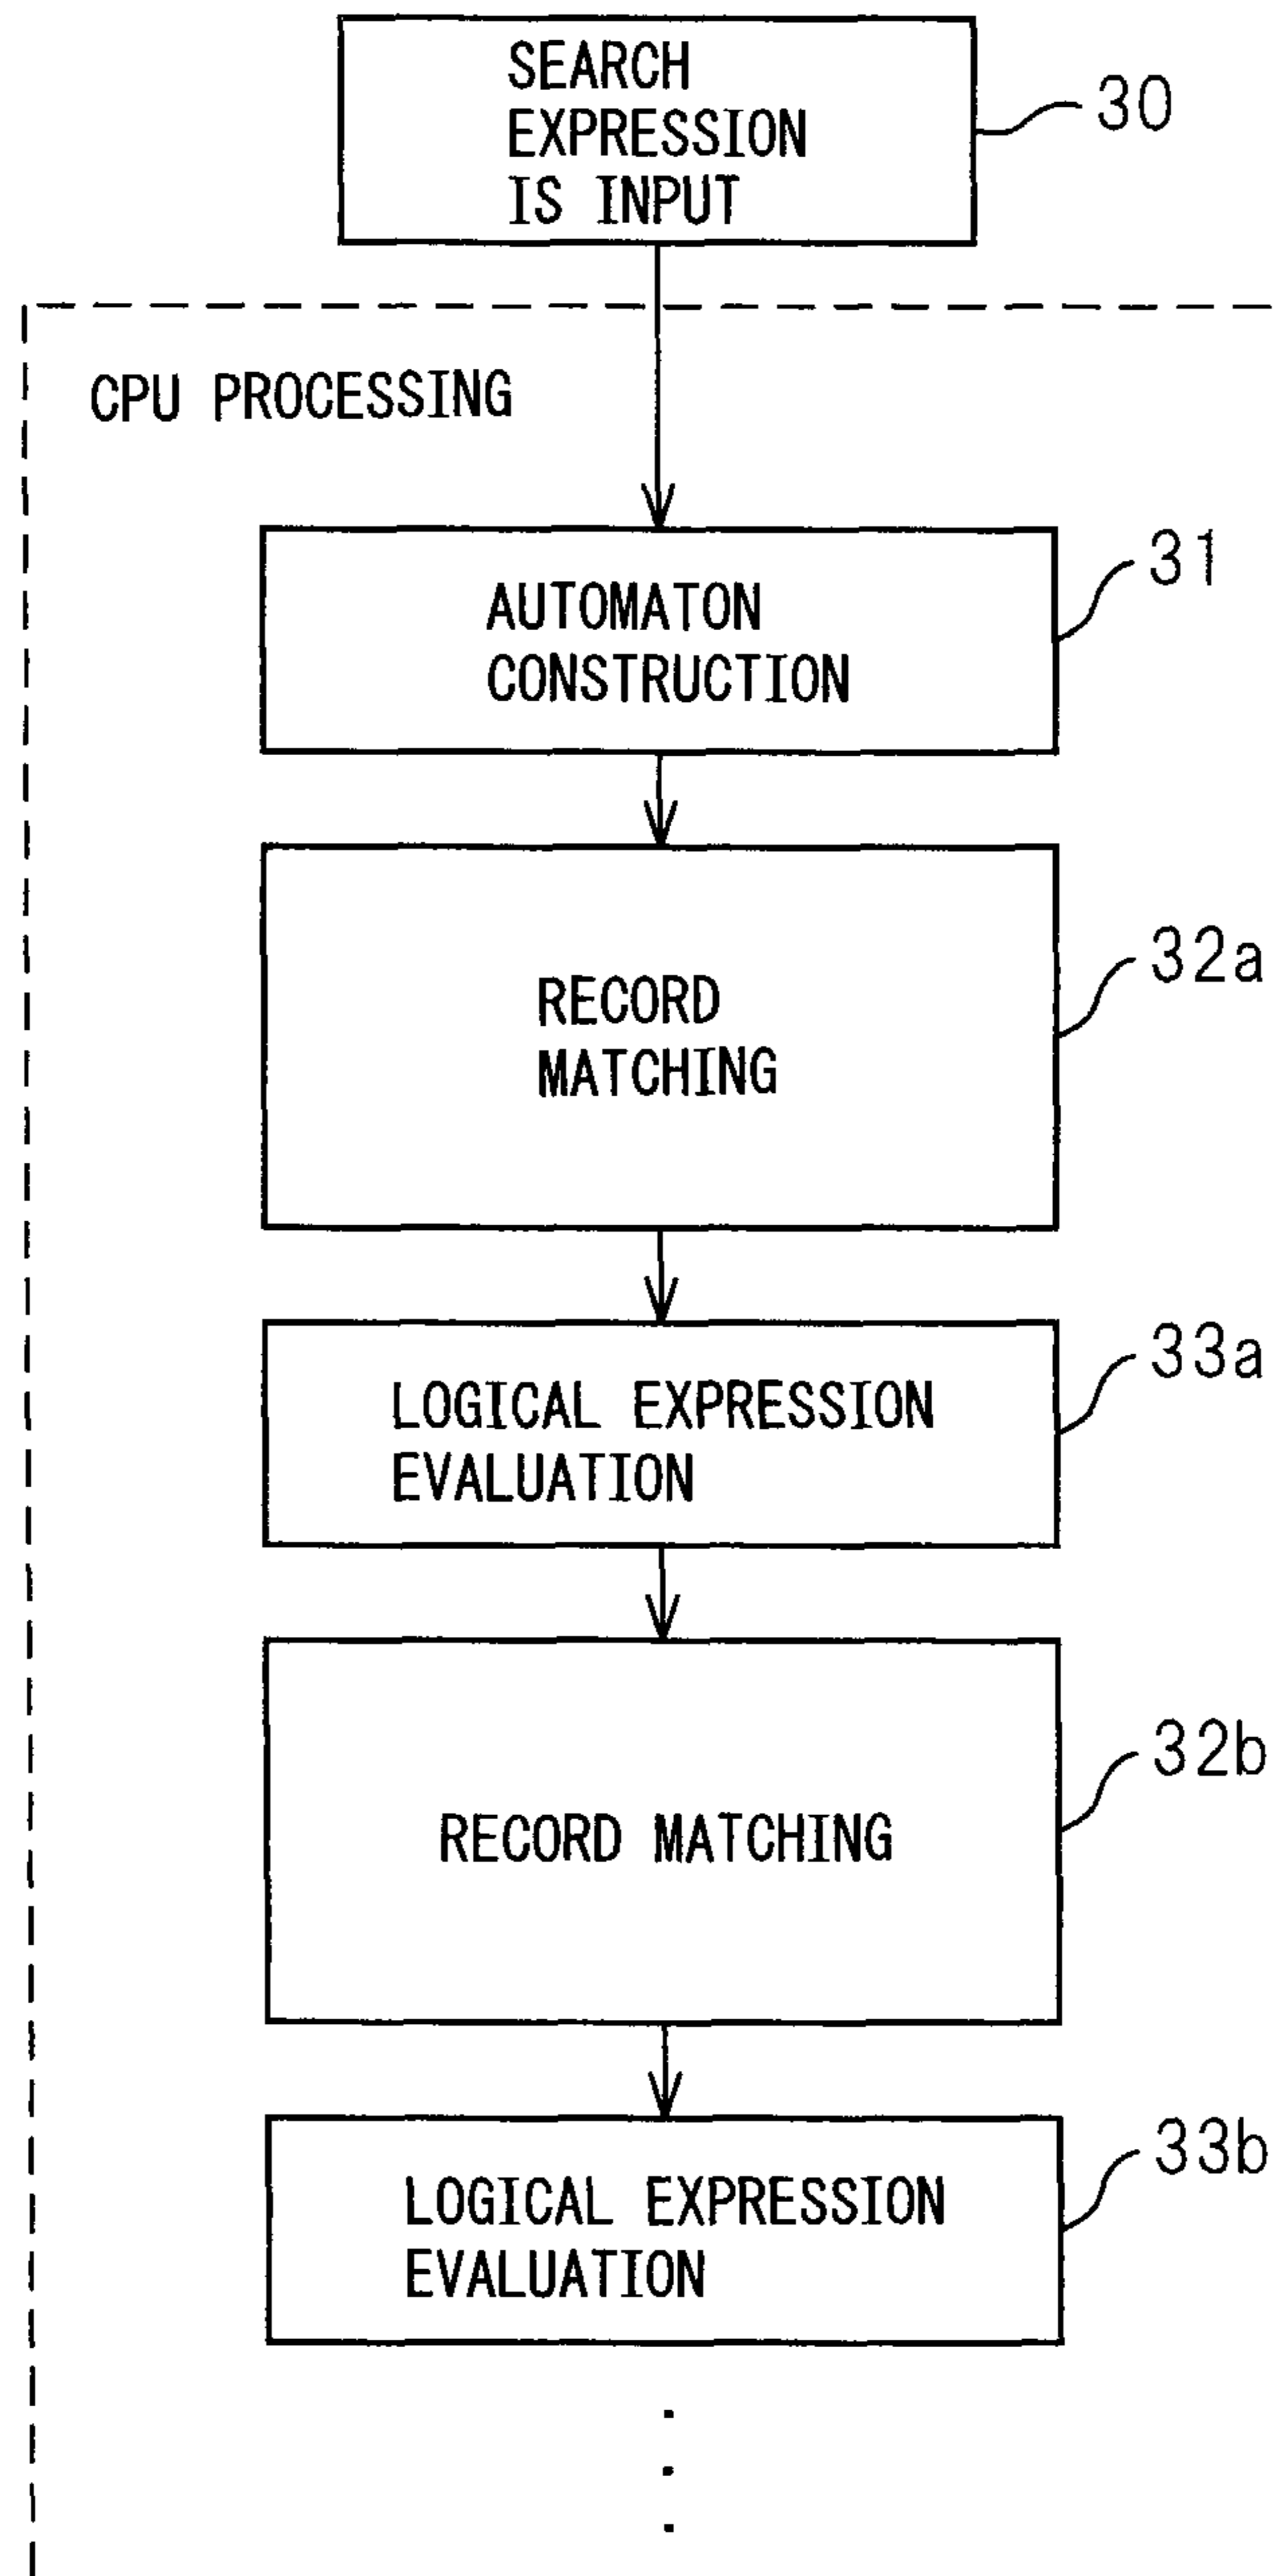 SEARCH
EXPRESSION
IS INPUT
30
CPU PROCESSING
31
AUTOMATON
CONSTRUCTION
32a
RECORD
MATCHING
33a
LOGICAL EXPRESSION
EVALUATION
32b
RECORD MATCHING
33b
LOGICAL EXPRESSION
EVALUATION